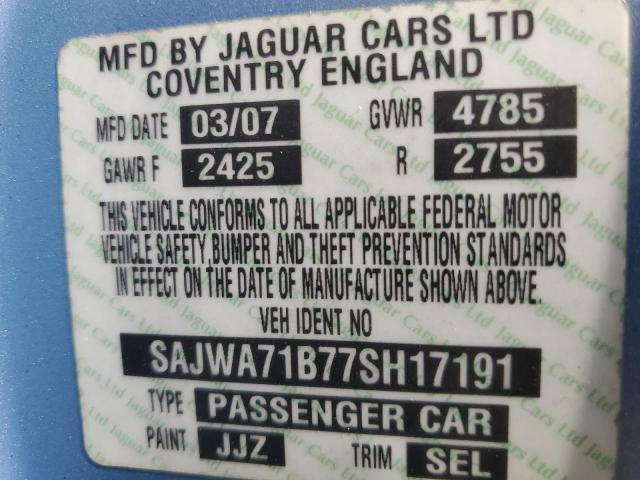 MFD BY JAGUAR CARS LTD
COVENTRY ENGLAND
MFD DATE 03/07 GVWR 4785
GAWR F 2425 R 2755
THIS VEHICLE CONFORMS TO ALL APPLICABLE FEDERAL MOTOR
VEHICLE SAFETY, BUMPER AND THEFT PREVENTION STANDARDS
IN EFFECT ON THE DATE OF MANUFACTURE SHOWN ABOVE.
VEH IDENT NO
SAJWA71B77SH17191
TYPE PASSENGER CAR
PAINT JJZ TRIM SEL